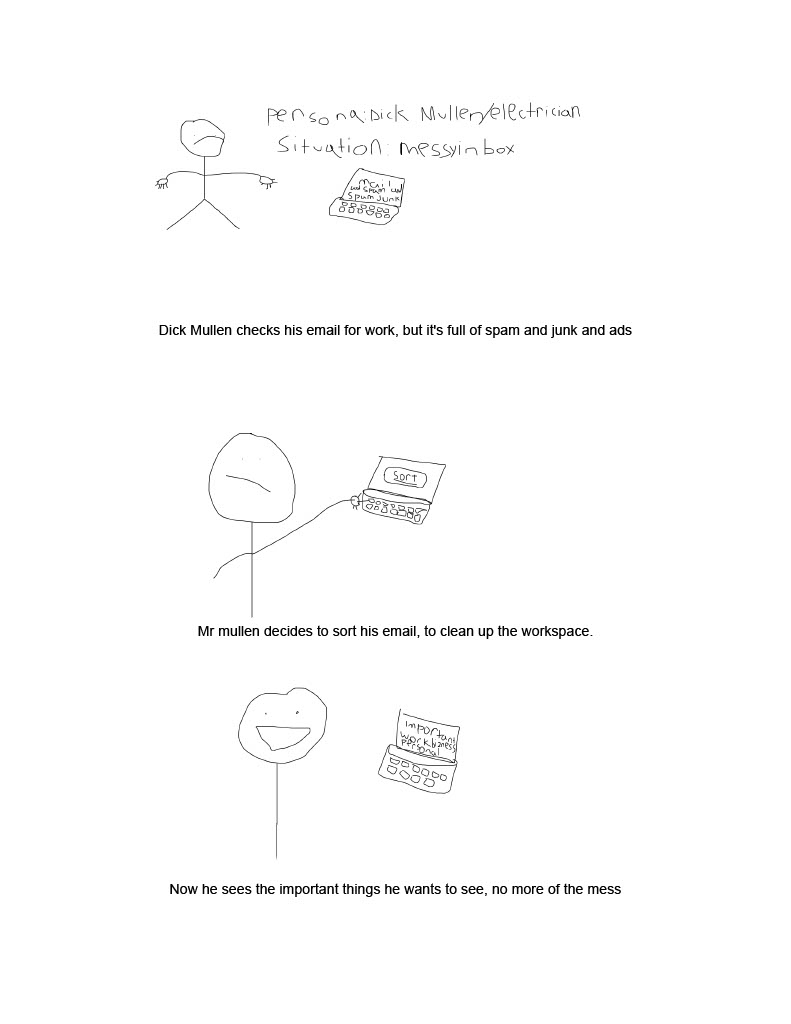 persona: Dick Mullen/electrician
Situation: messy inbox
Mail
ad spam ad
spam junk
Dick Mullen checks his email for work, but it's full of spam and junk and ads
Sort
Mr mullen decides to sort his email, to clean up the workspace.
important
work
personal
Now he sees the important things he wants to see, no more of the mess